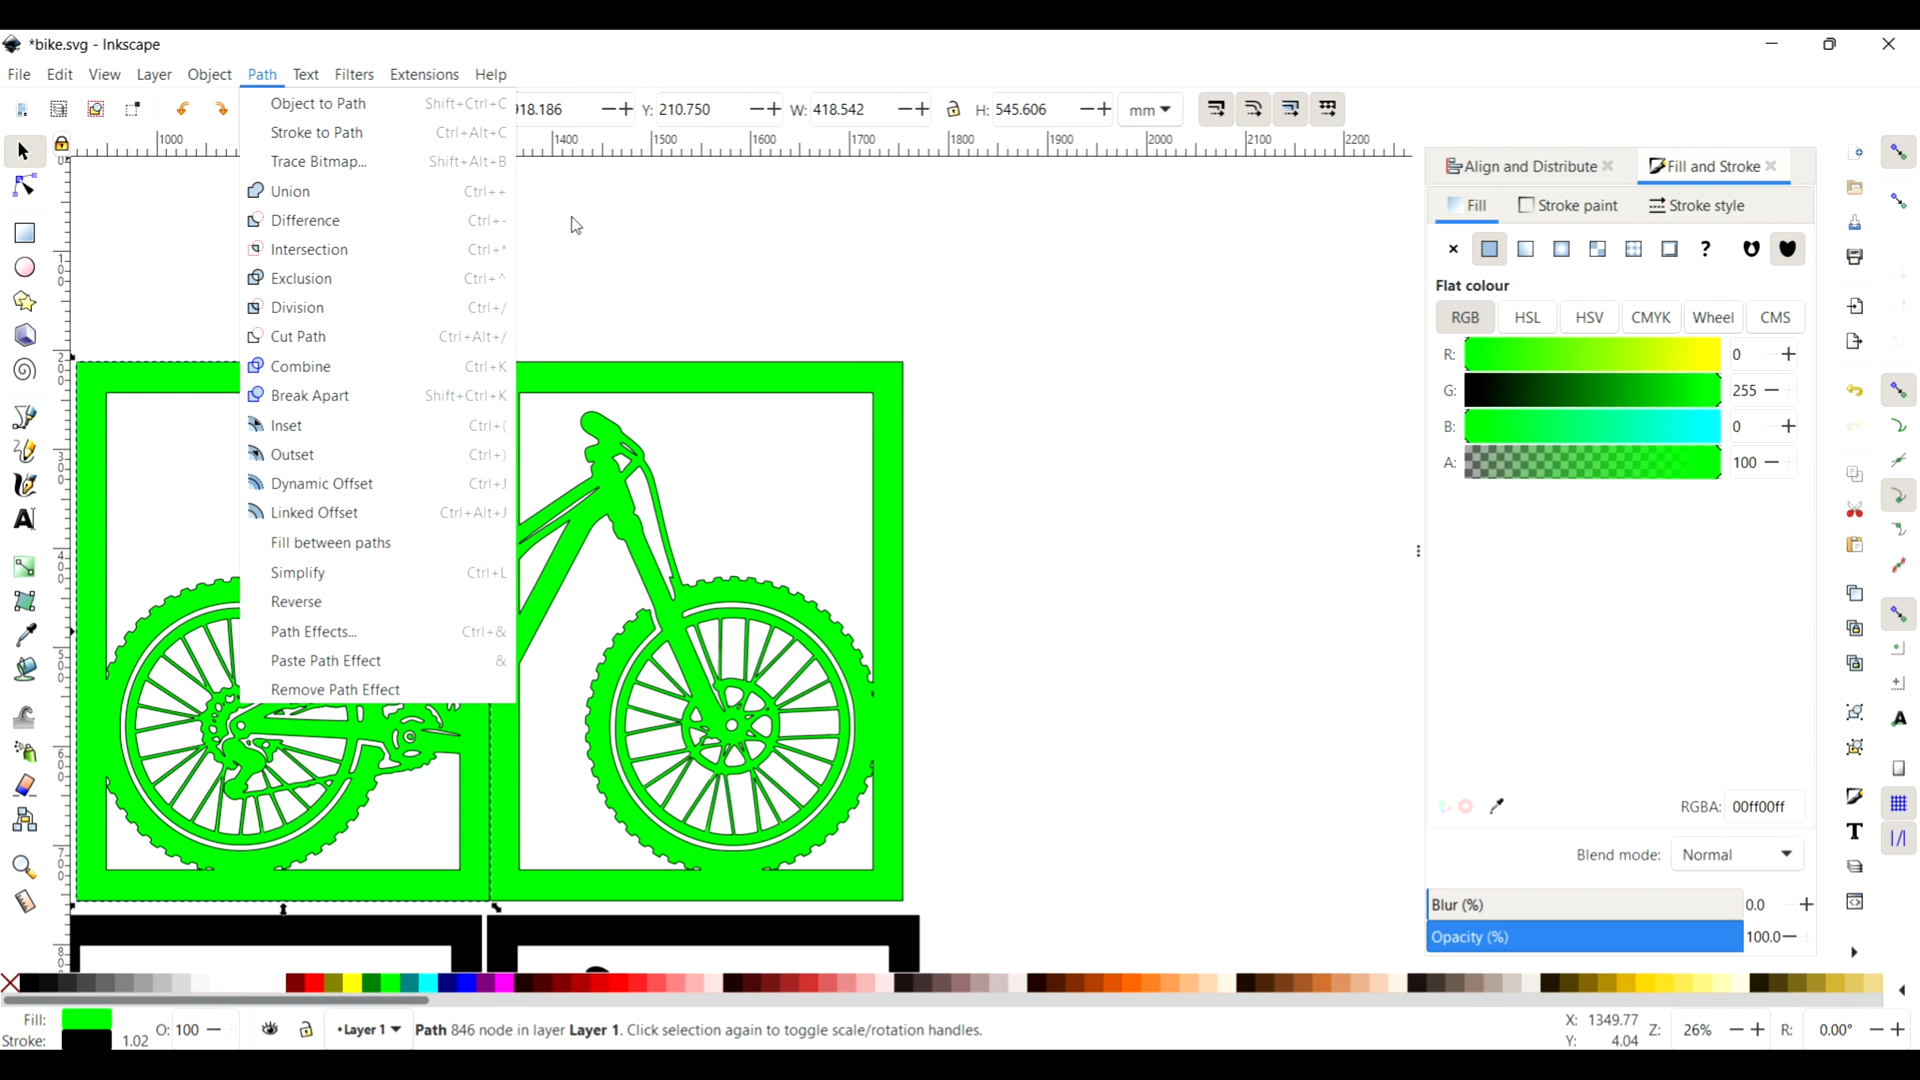 *bike.svg - Inkscape
File Edit View Layer Object Path Text Filters Extensions Help
918.186 Y: 210.750 W: 418.542 H: 545.606 mm
1000 1400 1500 1600 1700 1800 1900 2000 2100 2200
Object to Path Shift+Ctrl+C
Stroke to Path Ctrl+Alt+C
Trace Bitmap... Shift+Alt+B
Union Ctrl++
Difference Ctrl+-
Intersection Ctrl+*
Exclusion Ctrl+^
Division Ctrl+/
Cut Path Ctrl+Alt+/
Combine Ctrl+K
Break Apart Shift+Ctrl+K
Inset Ctrl+(
Outset Ctrl+)
Dynamic Offset Ctrl+J
Linked Offset Ctrl+Alt+J
Fill between paths
Simplify Ctrl+L
Reverse
Path Effects... Ctrl+&
Paste Path Effect &
Remove Path Effect
Align and Distribute Fill and Stroke
Fill Stroke paint Stroke style
?
Flat colour
RGB HSL HSV CMYK Wheel CMS
R: 0
G: 255
B: 0
A: 100
RGBA: 00ff00ff
Blend mode: Normal
Blur (%) 0.0
Opacity (%) 100.0
Fill:
Stroke: 1.02
O: 100
•Layer 1
Path 846 node in layer Layer 1. Click selection again to toggle scale/rotation handles.
X: 1349.77
Y: 4.04
Z: 26%
R: 0.00°